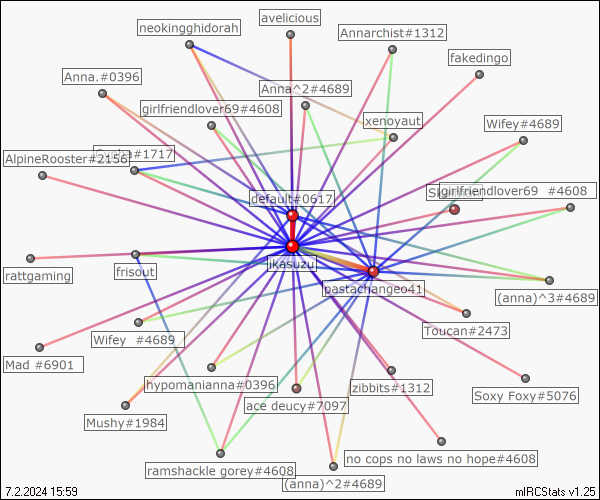 avelicious
neokingghidorah
Annarchist#1312
fakedingo
Anna.#0396
Anna^2#4689
girlfriendlover69#4608
xenoyaut
Wifey#4689
#1717
AlpineRooster#2156
girlfriendlover69 #4608
default#0617
jkasuzu
frisout
rattgaming
pastachangeo41
(anna)^3#4689
Toucan#2473
Wifey #4689
Mad #6901
hypomanianna#0396
zibbits#1312
Soxy Foxy#5076
ace deucy#7097
Mushy#1984
no cops no laws no hope#4608
ramshackle gorey#4608
(anna)^2#4689
7.2.2024 15:59
mIRCStats v1.25